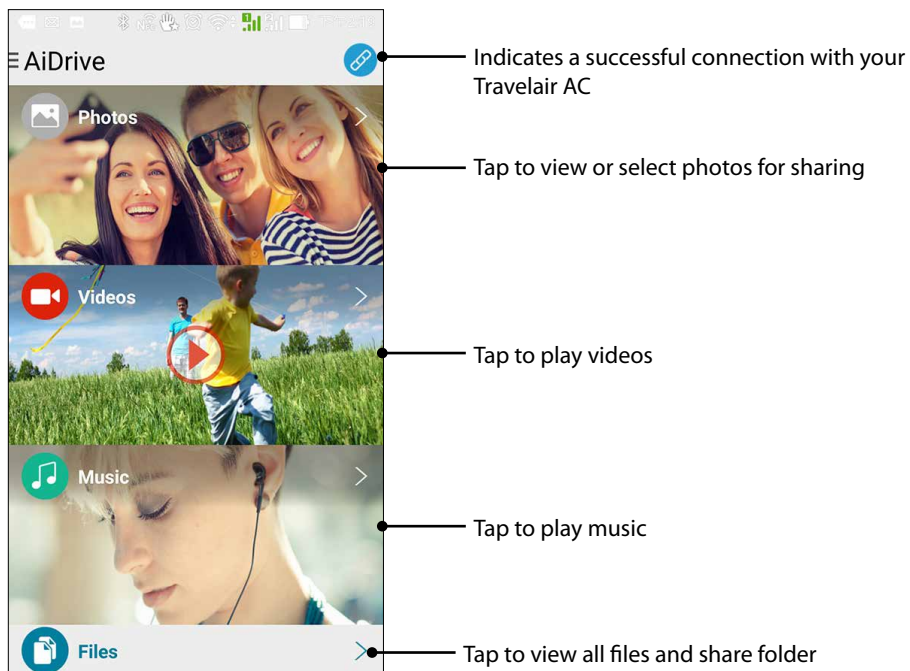 AiDrive
Indicates a successful connection with your
Travelair AC
Photos
Tap to view or select photos for sharing
Videos
Tap to play videos
Music
Tap to play music
Files
Tap to view all files and share folder